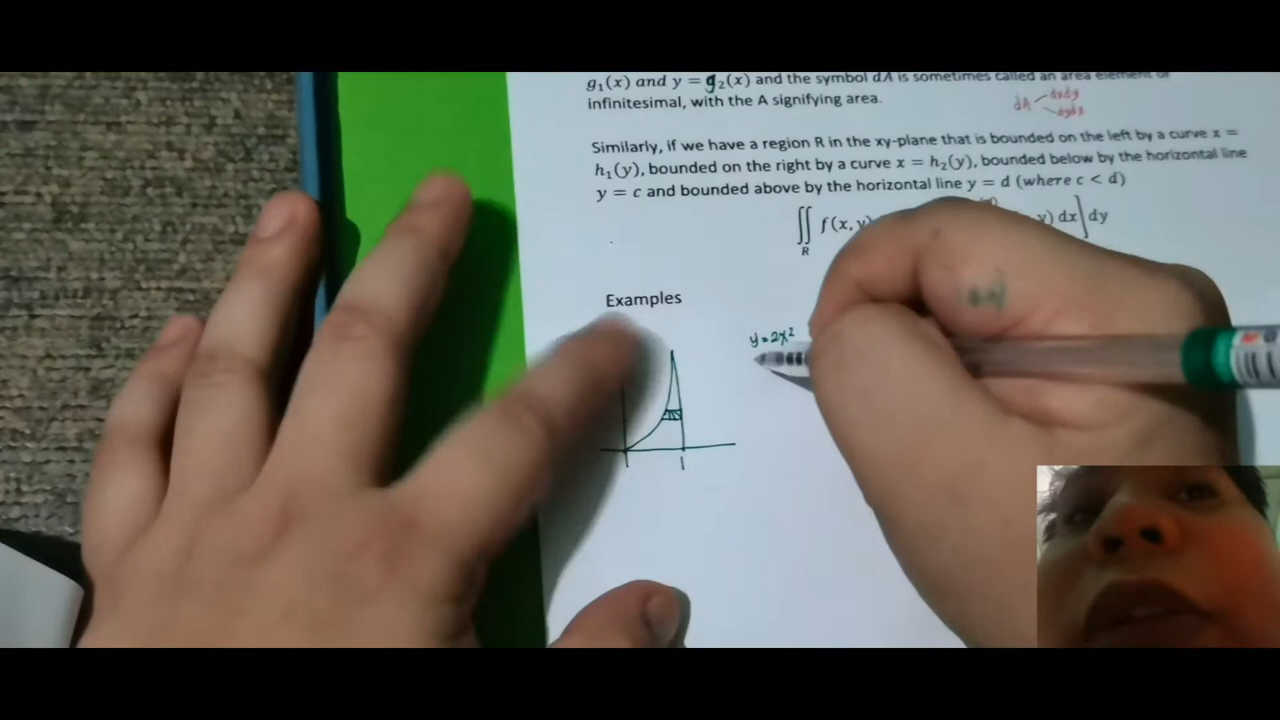 g₁(x) and y = g₂(x) and the symbol dA is sometimes called an area element or
infinitesimal, with the A signifying area.
dA dxdy
dydx
Similarly, if we have a region R in the xy-plane that is bounded on the left by a curve x =
h₁(y), bounded on the right by a curve x = h₂(y), bounded below by the horizontal line
y = c and bounded above by the horizontal line y = d (where c < d)
∬ f(x, y) dx] dy
R
Examples
y = 2x²
1